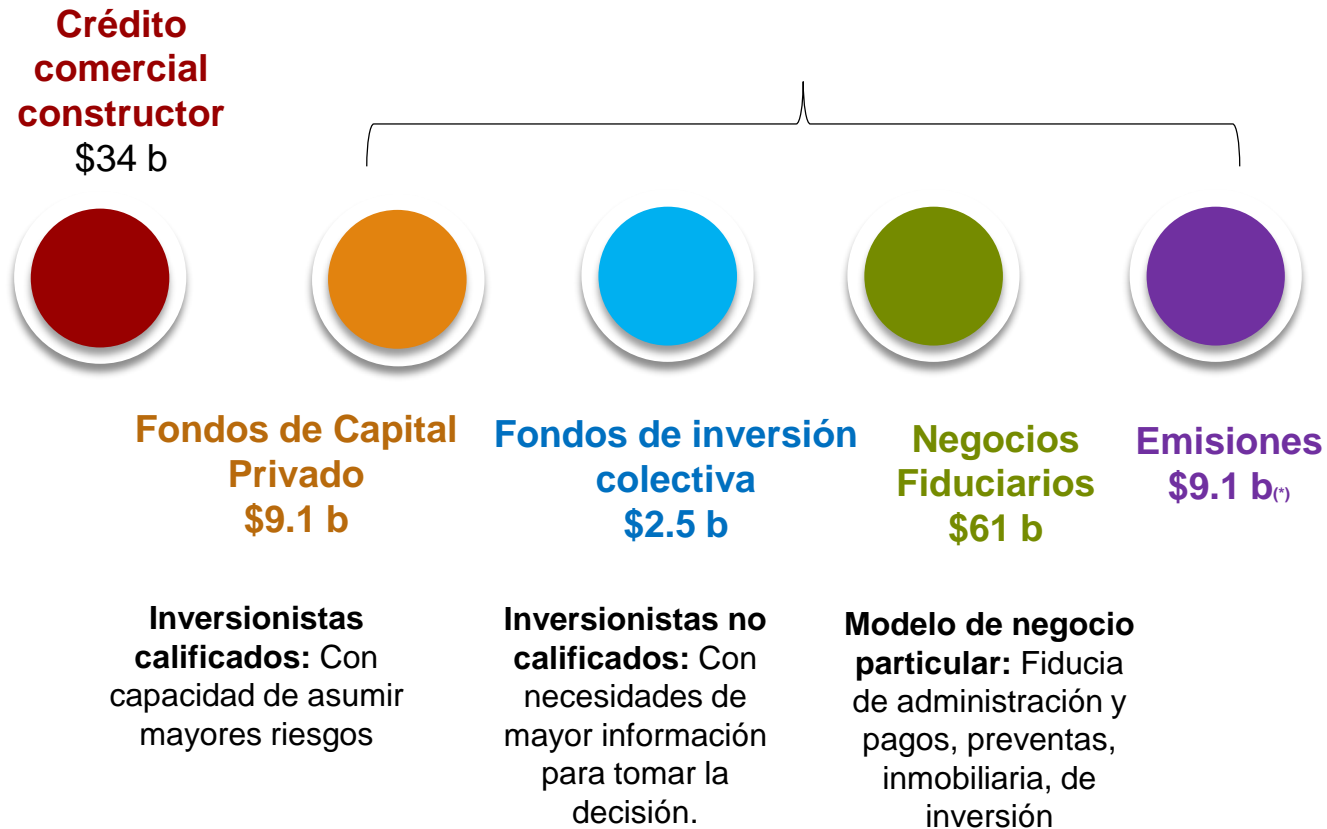 Crédito
comercial
constructor
$34 b
Fondos de Capital
Privado
$9.1 b
Fondos de inversión
colectiva
$2.5 b
Negocios
Fiduciarios
$61 b
Emisiones
$9.1 b(*)
Inversionistas
calificados: Con
capacidad de asumir
mayores riesgos
Inversionistas no
calificados: Con
necesidades de
mayor información
para tomar la
decisión.
Modelo de negocio
particular: Fiducia
de administración y
pagos, preventas,
inmobiliaria, de
inversión